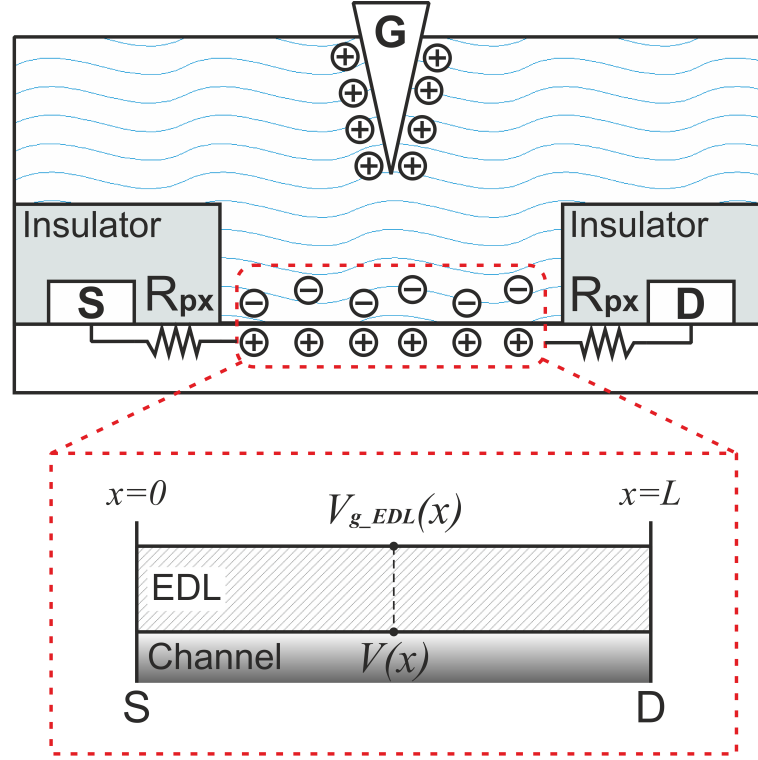 G
Insulator
Insulator
S
Rpx
Rpx
D
x=0
Vg_EDL(x)
x=L
EDL
Channel
V(x)
S
D